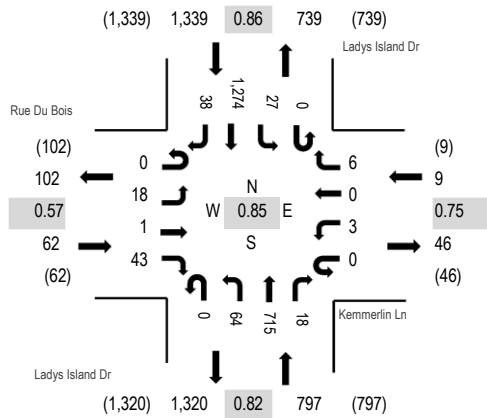 (1,339) 1,339 0.86 739 (739)
Ladys Island Dr
Rue Du Bois
38 1,274 27 0
(102)
102
0.57
62
(62)
0
18
1
43
N
W 0.85 E
S
6
0
3
0
(9)
9
0.75
46
(46)
0 64 715 18
Kemmerlin Ln
Ladys Island Dr
(1,320) 1,320 0.82 797 (797)